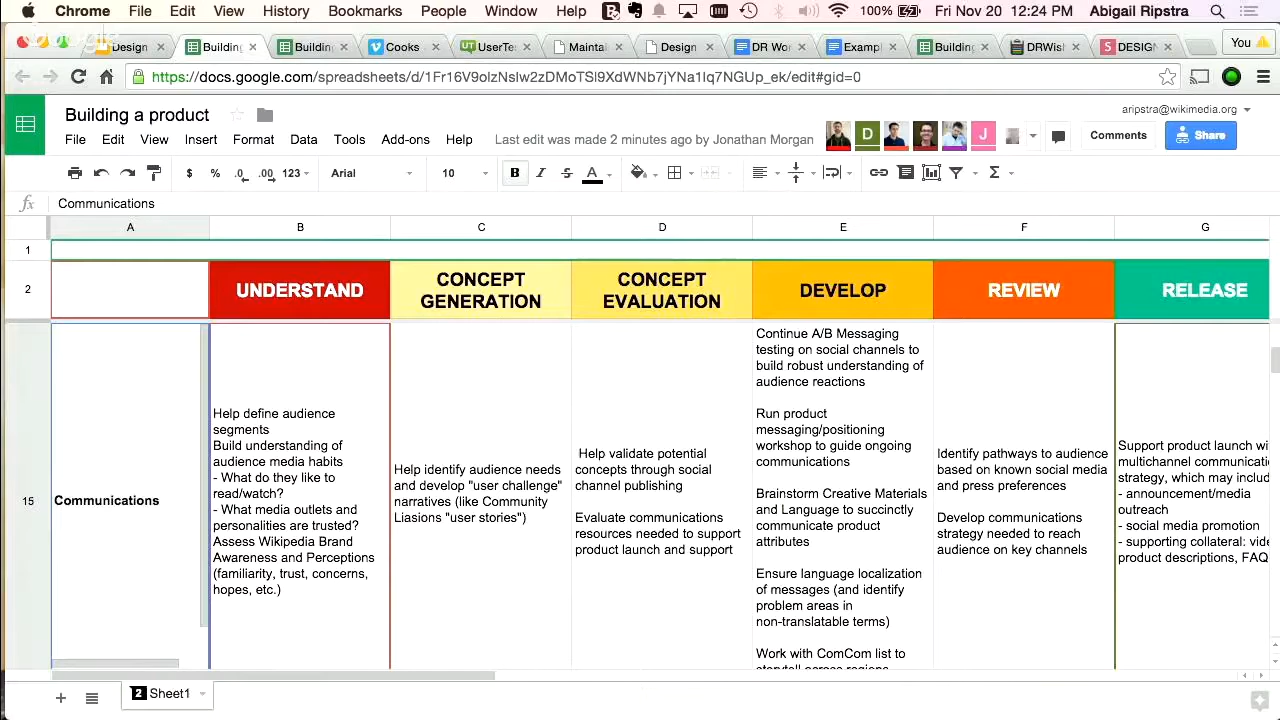 Chrome File Edit View History Bookmarks People Window Help 100% Fri Nov 20 12:24 PM Abigail Ripstra
Google
Design Building Building Cooks UserTe Maintai Design DR Wo Examp Building DRWis DESIG You
https://docs.google.com/spreadsheets/d/1Fr16V9oIzNsIw2zDMoTSl9XdWNb7jYNa1Iq7NGUp_ek/edit#gid=0
Building a product
aripstra@wikimedia.org
File Edit View Insert Format Data Tools Add-ons Help Last edit was made 2 minutes ago by Jonathan Morgan D J Comments Share
$ % .0 .00 123 Arial 10 B I S A Σ
fx Communications
A B C D E F G
1
2 UNDERSTAND CONCEPT GENERATION CONCEPT EVALUATION DEVELOP REVIEW RELEASE
15 Communications
Help define audience
segments
Build understanding of
audience media habits
- What do they like to
read/watch?
- What media outlets and
personalities are trusted?
Assess Wikipedia Brand
Awareness and Perceptions
(familiarity, trust, concerns,
hopes, etc.)
Help identify audience needs
and develop "user challenge"
narratives (like Community
Liasions "user stories")
Help validate potential
concepts through social
channel publishing
Evaluate communications
resources needed to support
product launch and support
Continue A/B Messaging
testing on social channels to
build robust understanding of
audience reactions
Run product
messaging/positioning
workshop to guide ongoing
communications
Brainstorm Creative Materials
and Language to succinctly
communicate product
attributes
Ensure language localization
of messages (and identify
problem areas in
non-translatable terms)
Work with ComCom list to
storytell across regions
Identify pathways to audience
based on known social media
and press preferences
Develop communications
strategy needed to reach
audience on key channels
Support product launch wi
multichannel communicatio
strategy, which may includ
- announcement/media
outreach
- social media promotion
- supporting collateral: vide
product descriptions, FAQ
2 Sheet1